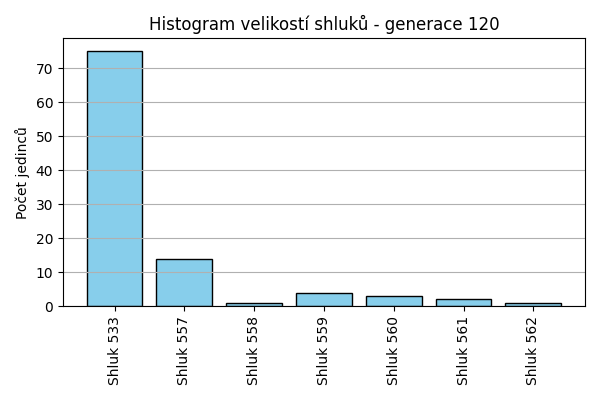 Histogram velikostí shluků - generace 120
Počet jedinců
70
60
50
40
30
20
10
0
Shluk 533
Shluk 557
Shluk 558
Shluk 559
Shluk 560
Shluk 561
Shluk 562